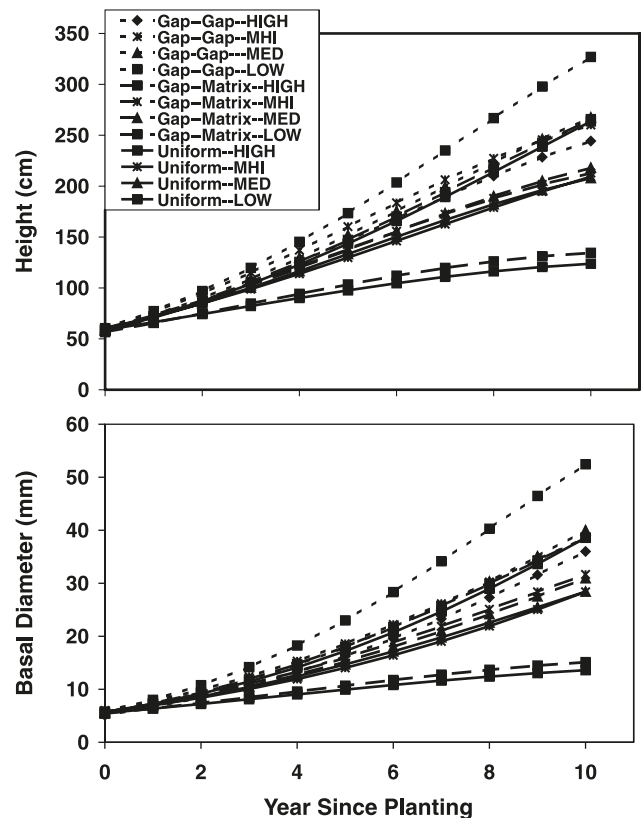 Gap–Gap--HIGH
Gap–Gap--MHI
Gap-Gap---MED
Gap–Gap--LOW
Gap–Matrix--HIGH
Gap–Matrix--MHI
Gap–Matrix--MED
Gap–Matrix--LOW
Uniform--HIGH
Uniform--MHI
Uniform--MED
Uniform--LOW
350
300
250
200
150
100
50
0
Height (cm)
60
50
40
30
20
10
0
Basal Diameter (mm)
0 2 4 6 8 10
Year Since Planting